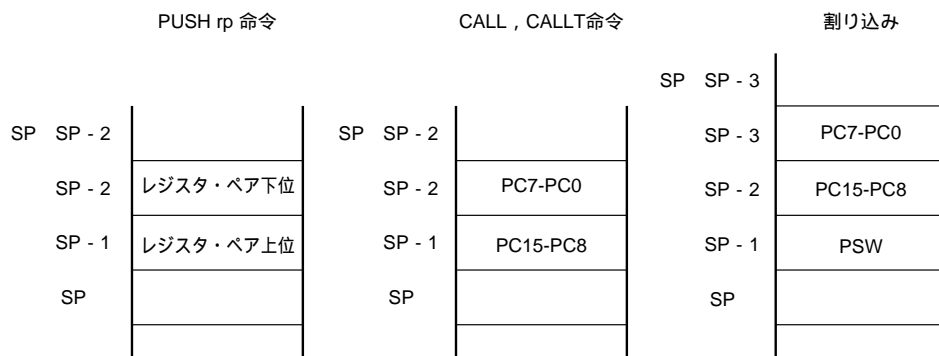 PUSH rp 命令
CALL , CALLT命令
割り込み
SP SP - 3
SP SP - 2
SP SP - 2
SP - 3 PC7-PC0
SP - 2 レジスタ・ペア下位
SP - 2 PC7-PC0
SP - 2 PC15-PC8
SP - 1 レジスタ・ペア上位
SP - 1 PC15-PC8
SP - 1 PSW
SP
SP
SP